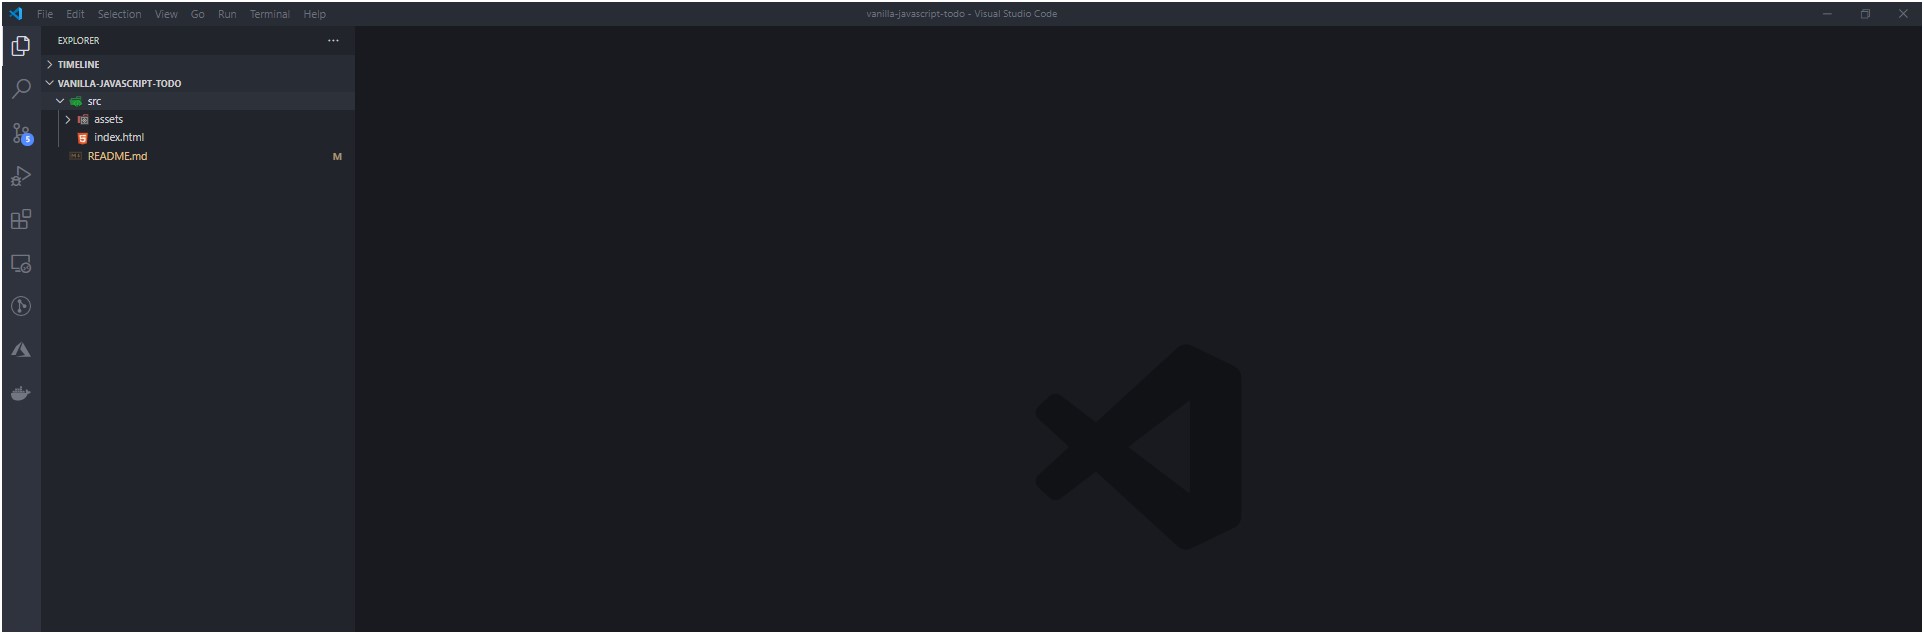 File Edit Selection View Go Run Terminal Help vanilla-javascript-todo - Visual Studio Code
EXPLORER ...
TIMELINE
VANILLA-JAVASCRIPT-TODO
src
assets
index.html
README.md M
5